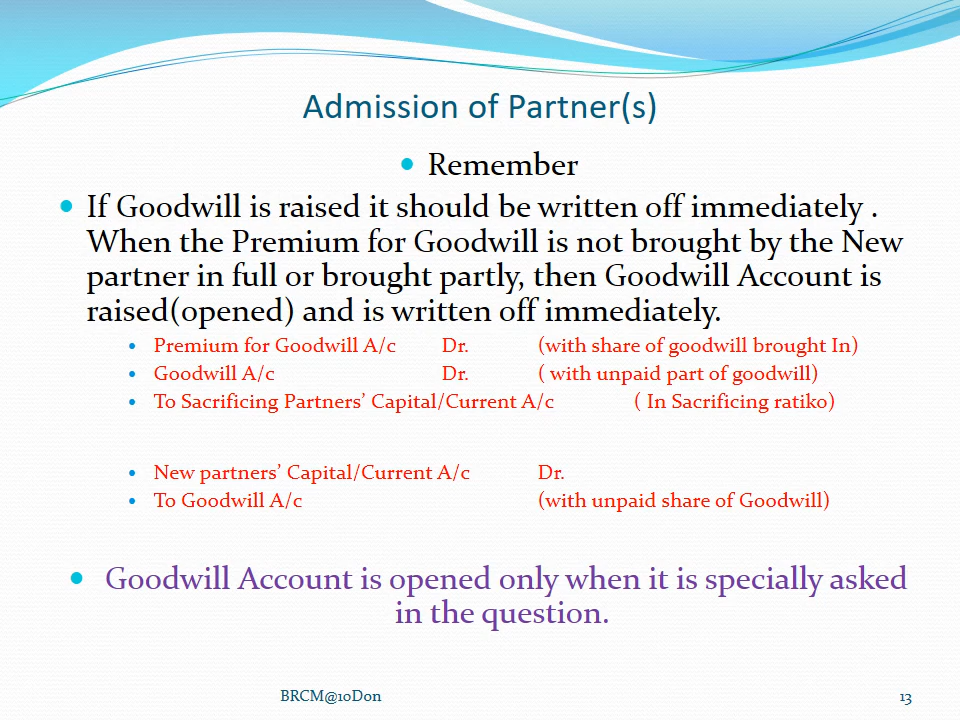 Admission of Partner(s)
• Remember
• If Goodwill is raised it should be written off immediately .
When the Premium for Goodwill is not brought by the New
partner in full or brought partly, then Goodwill Account is
raised(opened) and is written off immediately.
• Premium for Goodwill A/c Dr. (with share of goodwill brought In)
• Goodwill A/c Dr. ( with unpaid part of goodwill)
• To Sacrificing Partners’ Capital/Current A/c ( In Sacrificing ratiko)
• New partners’ Capital/Current A/c Dr.
• To Goodwill A/c (with unpaid share of Goodwill)
• Goodwill Account is opened only when it is specially asked
in the question.
BRCM@10Don 13